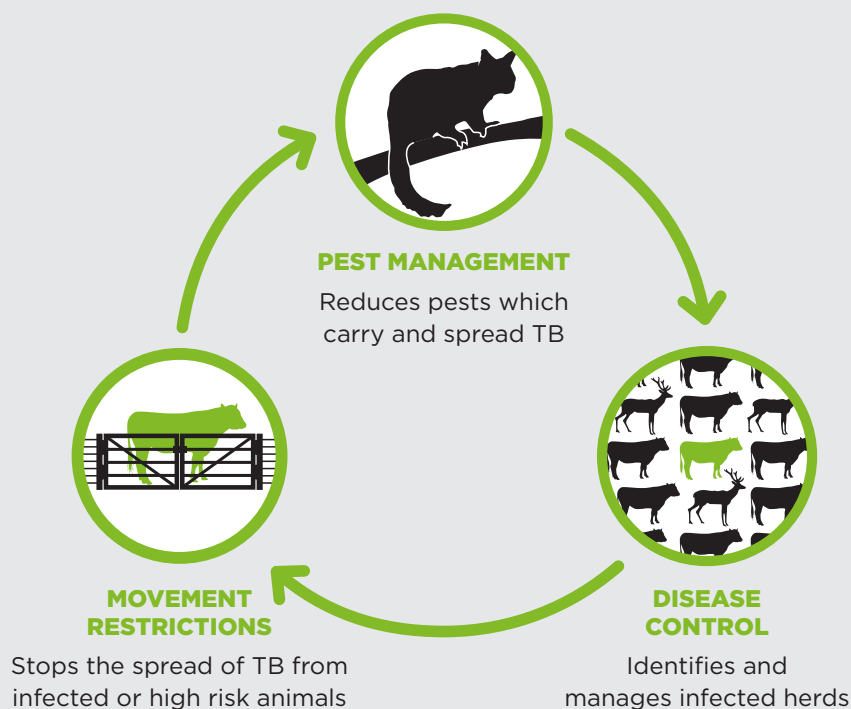 PEST MANAGEMENT
Reduces pests which
carry and spread TB
MOVEMENT
RESTRICTIONS
Stops the spread of TB from
infected or high risk animals
DISEASE
CONTROL
Identifies and
manages infected herds